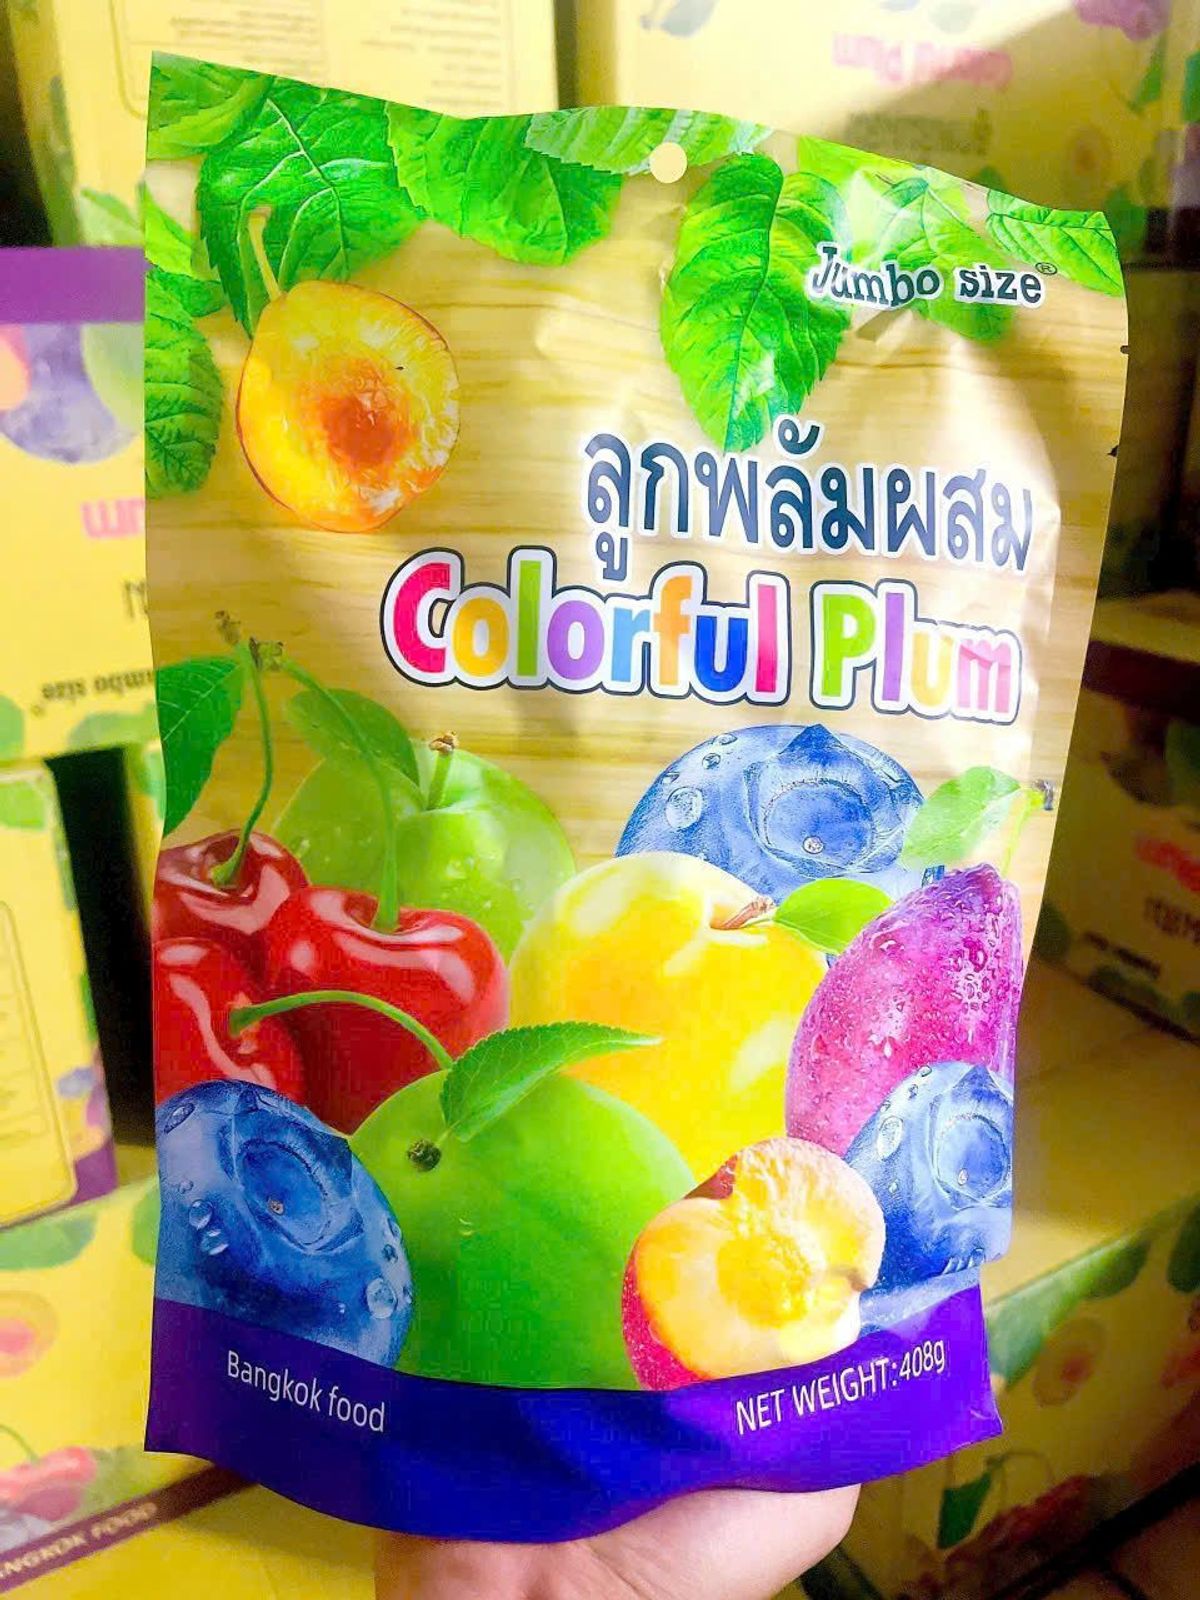 Jumbo size®
ลูกพลัมผสม
Colorful Plum
Bangkok food
NET WEIGHT:408g